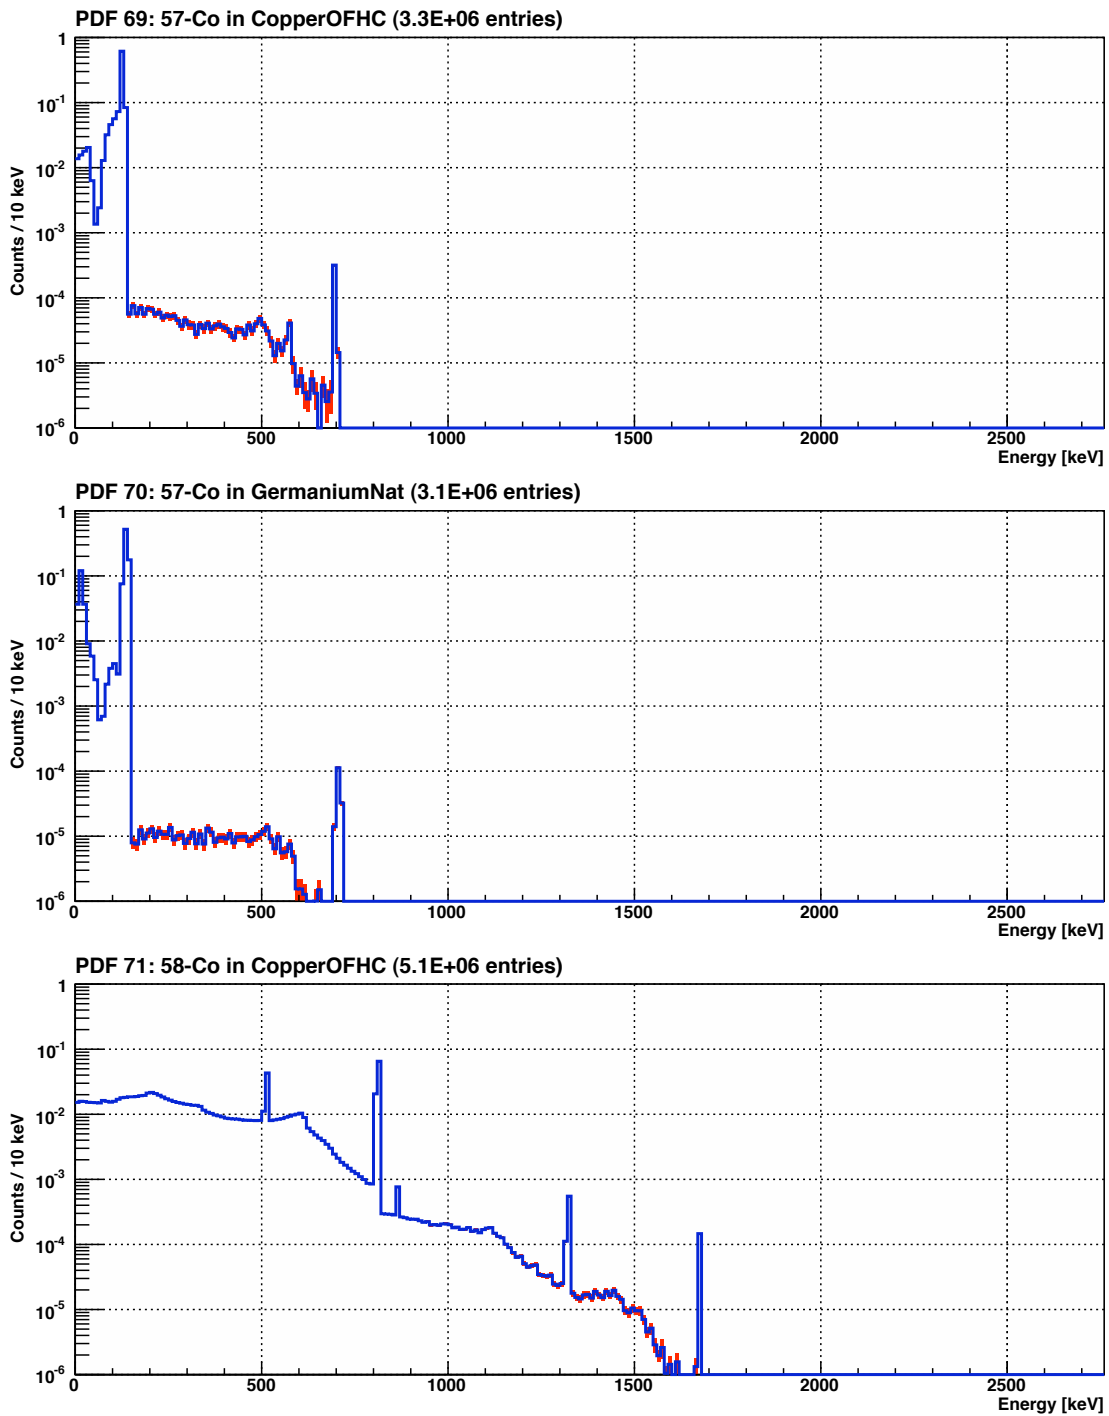 PDF 69: 57-Co in CopperOFHC (3.3E+06 entries)
Counts / 10 keV
1
10-1
10-2
10-3
10-4
10-5
10-6
0 500 1000 1500 2000 2500
Energy [keV]
PDF 70: 57-Co in GermaniumNat (3.1E+06 entries)
Counts / 10 keV
1
10-1
10-2
10-3
10-4
10-5
10-6
0 500 1000 1500 2000 2500
Energy [keV]
PDF 71: 58-Co in CopperOFHC (5.1E+06 entries)
Counts / 10 keV
1
10-1
10-2
10-3
10-4
10-5
10-6
0 500 1000 1500 2000 2500
Energy [keV]